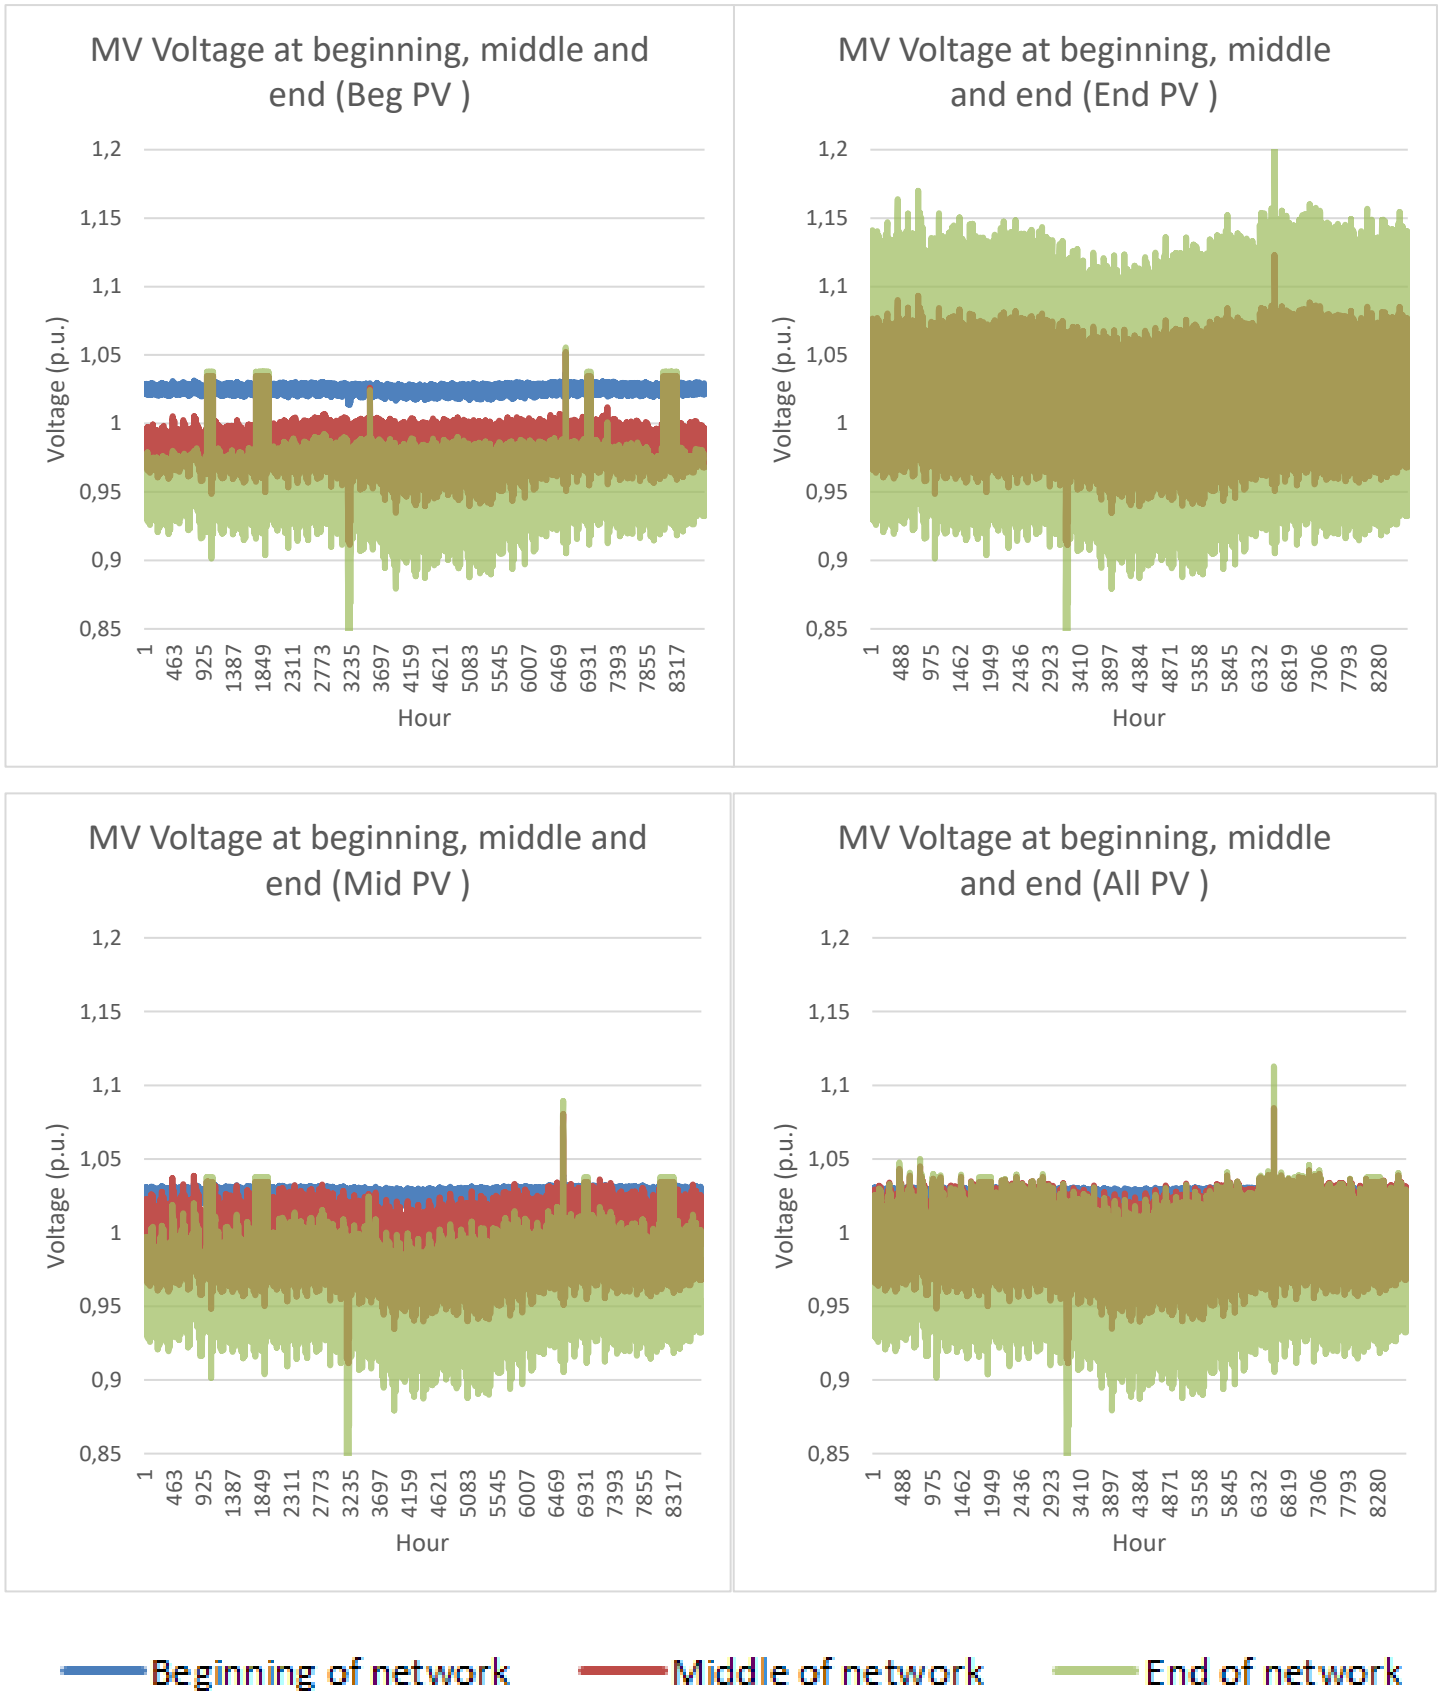 MV Voltage at beginning, middle and
end (Beg PV )
1,2
1,15
1,1
1,05
1
0,95
0,9
0,85
Voltage (p.u.)
1 463 925 1387 1849 2311 2773 3235 3697 4159 4621 5083 5545 6007 6469 6931 7393 7855 8317
Hour
MV Voltage at beginning, middle
and end (End PV )
1,2
1,15
1,1
1,05
1
0,95
0,9
0,85
Voltage (p.u.)
1 488 975 1462 1949 2436 2923 3410 3897 4384 4871 5358 5845 6332 6819 7306 7793 8280
Hour
MV Voltage at beginning, middle and
end (Mid PV )
1,2
1,15
1,1
1,05
1
0,95
0,9
0,85
Voltage (p.u.)
1 463 925 1387 1849 2311 2773 3235 3697 4159 4621 5083 5545 6007 6469 6931 7393 7855 8317
Hour
MV Voltage at beginning, middle
and end (All PV )
1,2
1,15
1,1
1,05
1
0,95
0,9
0,85
Voltage (p.u.)
1 488 975 1462 1949 2436 2923 3410 3897 4384 4871 5358 5845 6332 6819 7306 7793 8280
Hour
Beginning of network Middle of network End of network